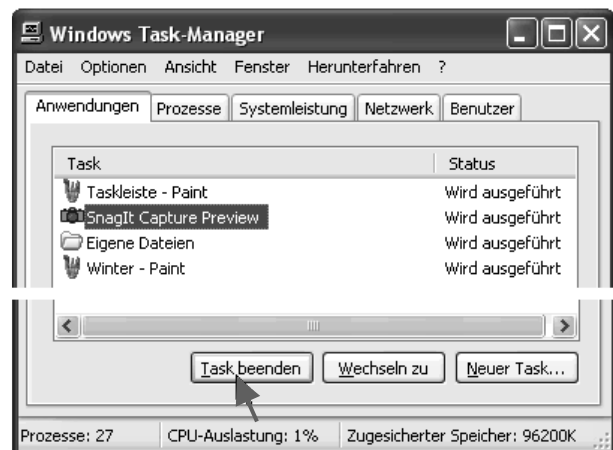 Windows Task-Manager
Datei Optionen Ansicht Fenster Herunterfahren ?
Anwendungen Prozesse Systemleistung Netzwerk Benutzer
Task Status
Taskleiste - Paint Wird ausgeführt
SnagIt Capture Preview Wird ausgeführt
Eigene Dateien Wird ausgeführt
Winter - Paint Wird ausgeführt
Task beenden Wechseln zu Neuer Task...
Prozesse: 27 CPU-Auslastung: 1% Zugesicherter Speicher: 96200K